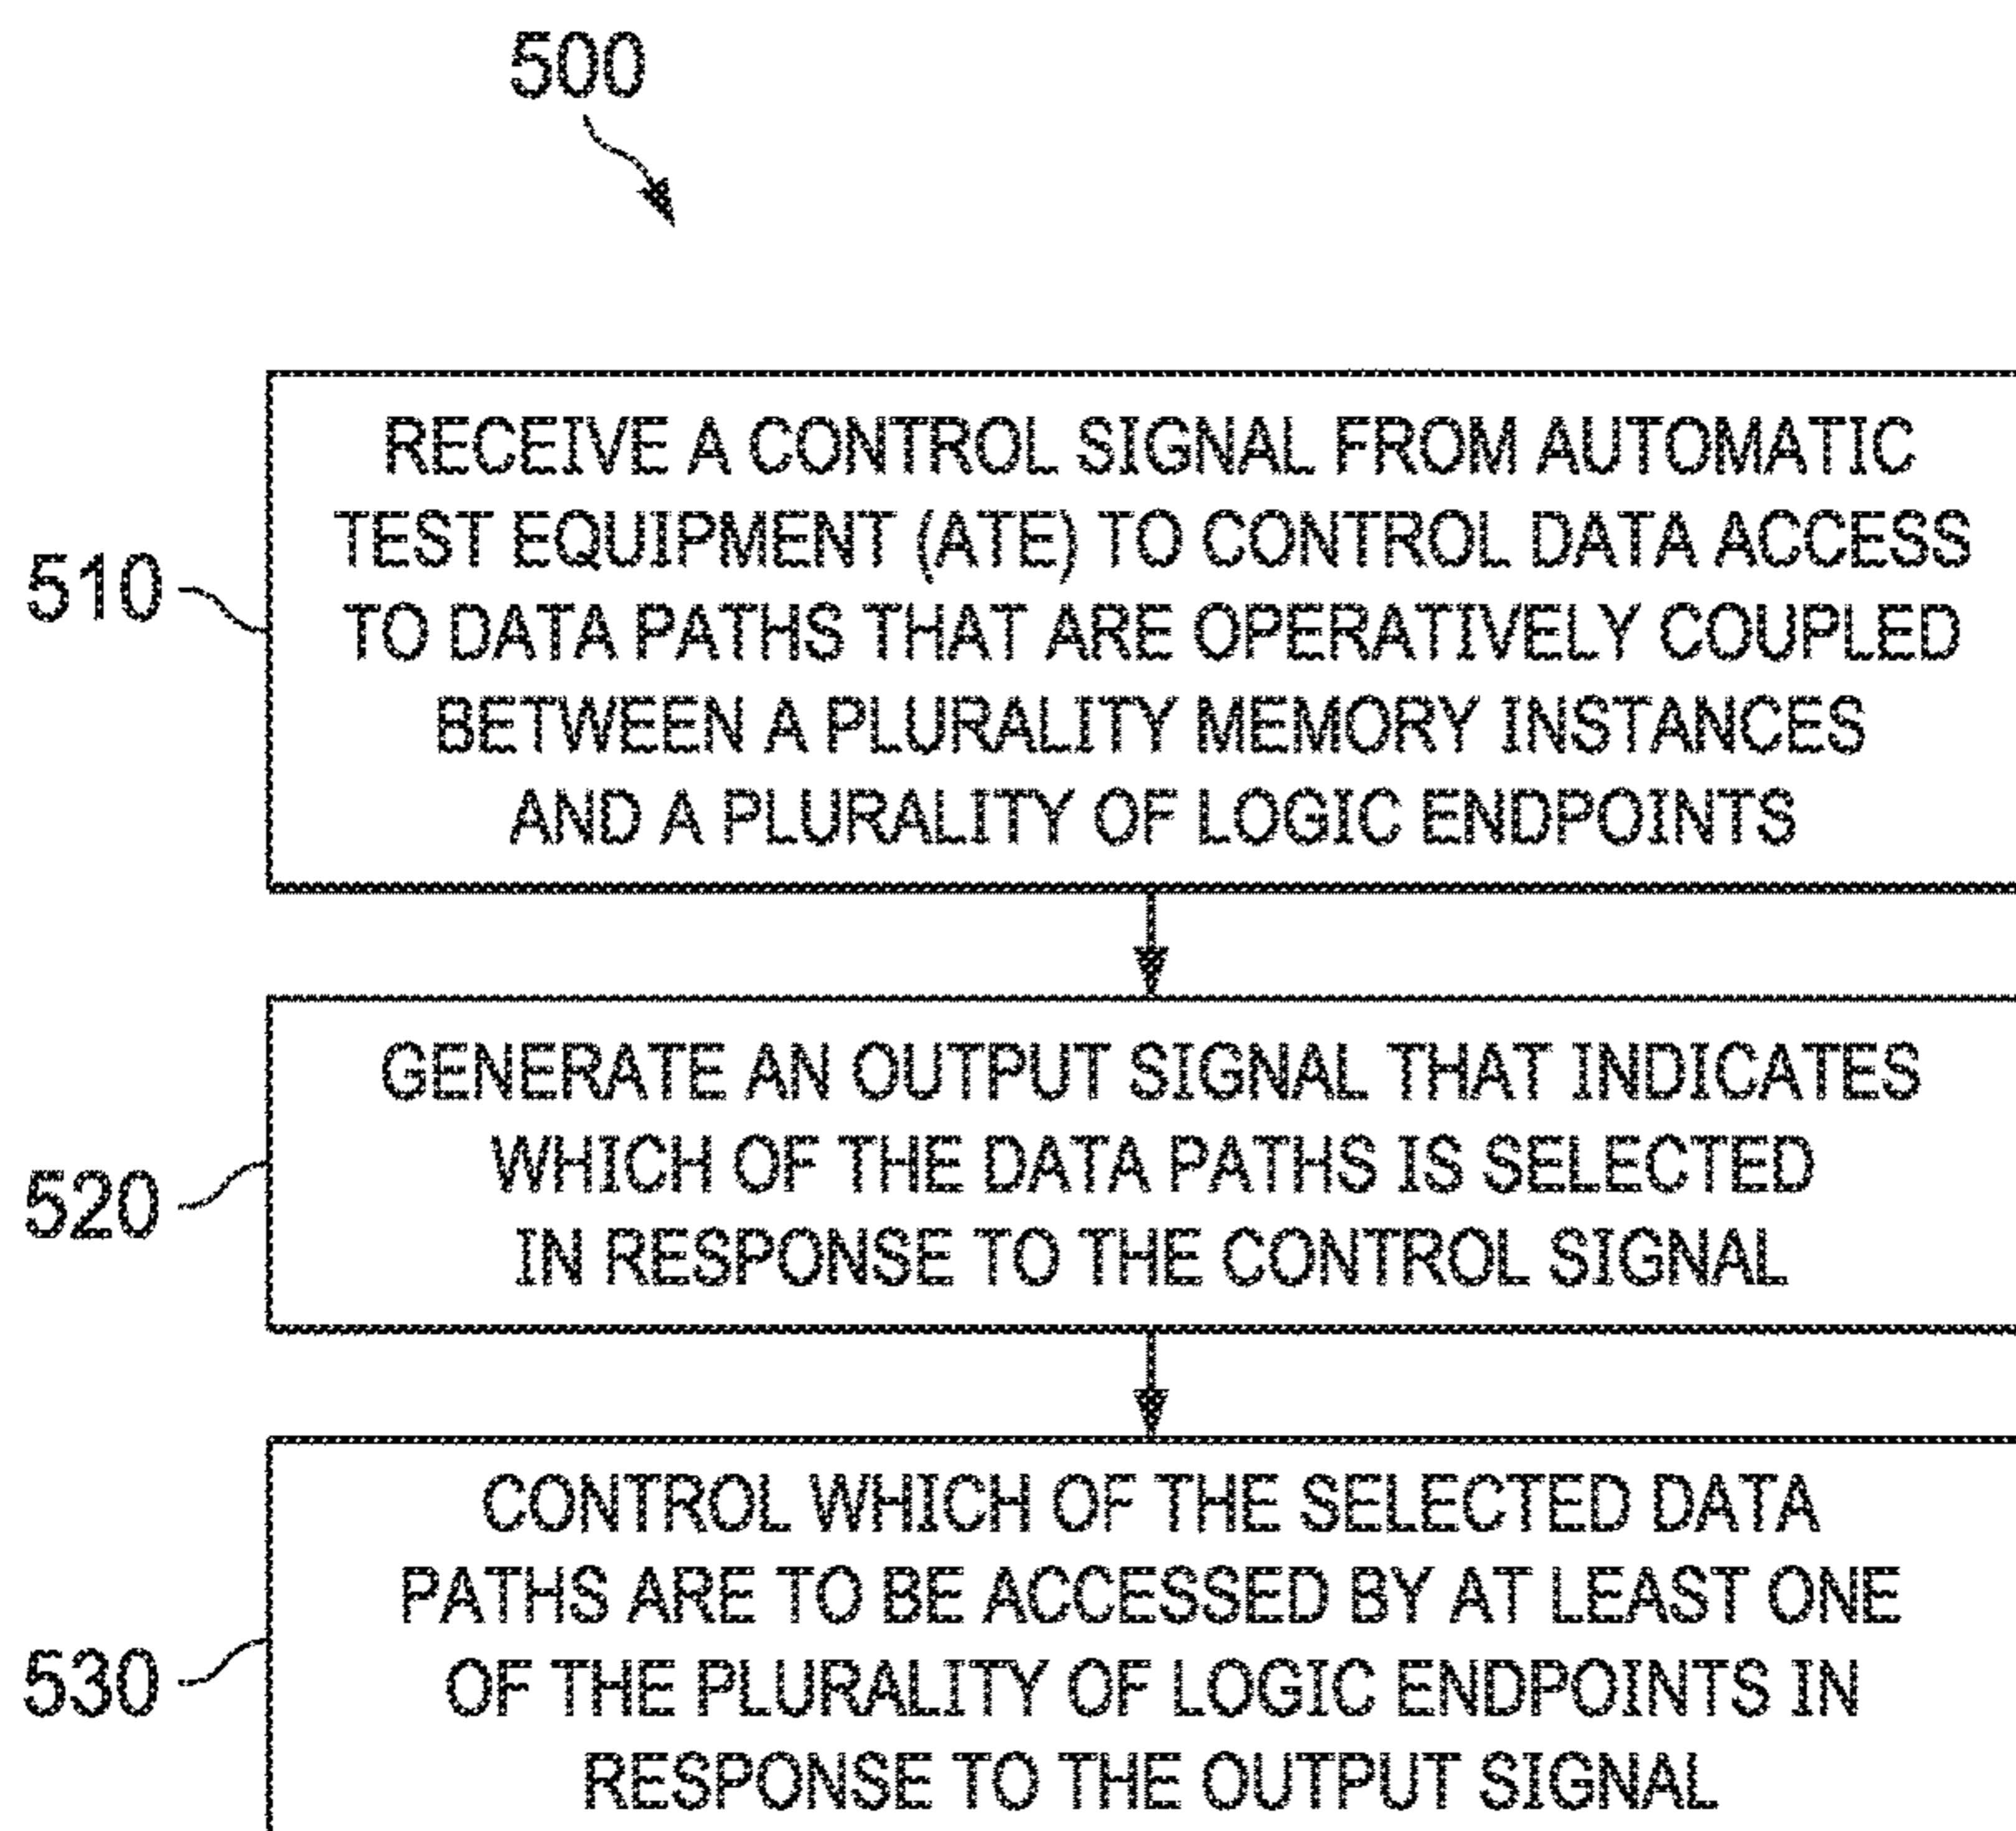 500
510
RECEIVE A CONTROL SIGNAL FROM AUTOMATIC
TEST EQUIPMENT (ATE) TO CONTROL DATA ACCESS
TO DATA PATHS THAT ARE OPERATIVELY COUPLED
BETWEEN A PLURALITY MEMORY INSTANCES
AND A PLURALITY OF LOGIC ENDPOINTS
520
GENERATE AN OUTPUT SIGNAL THAT INDICATES
WHICH OF THE DATA PATHS IS SELECTED
IN RESPONSE TO THE CONTROL SIGNAL
530
CONTROL WHICH OF THE SELECTED DATA
PATHS ARE TO BE ACCESSED BY AT LEAST ONE
OF THE PLURALITY OF LOGIC ENDPOINTS IN
RESPONSE TO THE OUTPUT SIGNAL